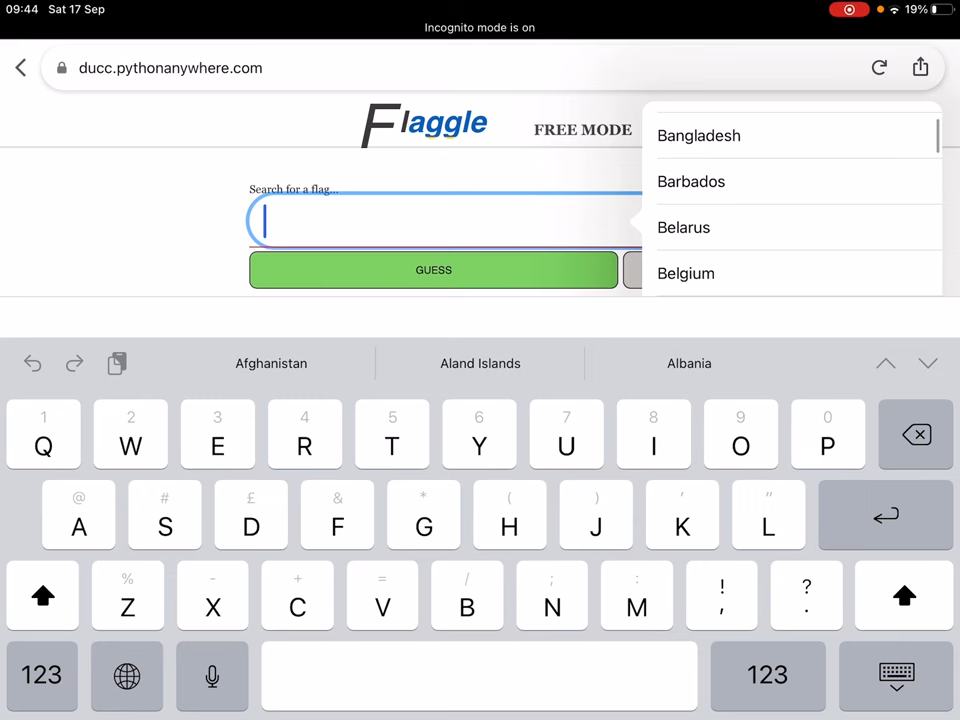 09:44 Sat 17 Sep
19%
Incognito mode is on
ducc.pythonanywhere.com
Flaggle
FREE MODE
Bangladesh
Search for a flag...
Barbados
Belarus
GUESS
Belgium
Afghanistan
Aland Islands
Albania
1 2 3 4 5 6 7 8 9 0
Q W E R T Y U I O P
@ # £ & * ( ) ' "
A S D F G H J K L
% - + = / ; : ! ?
Z X C V B N M , .
123
123